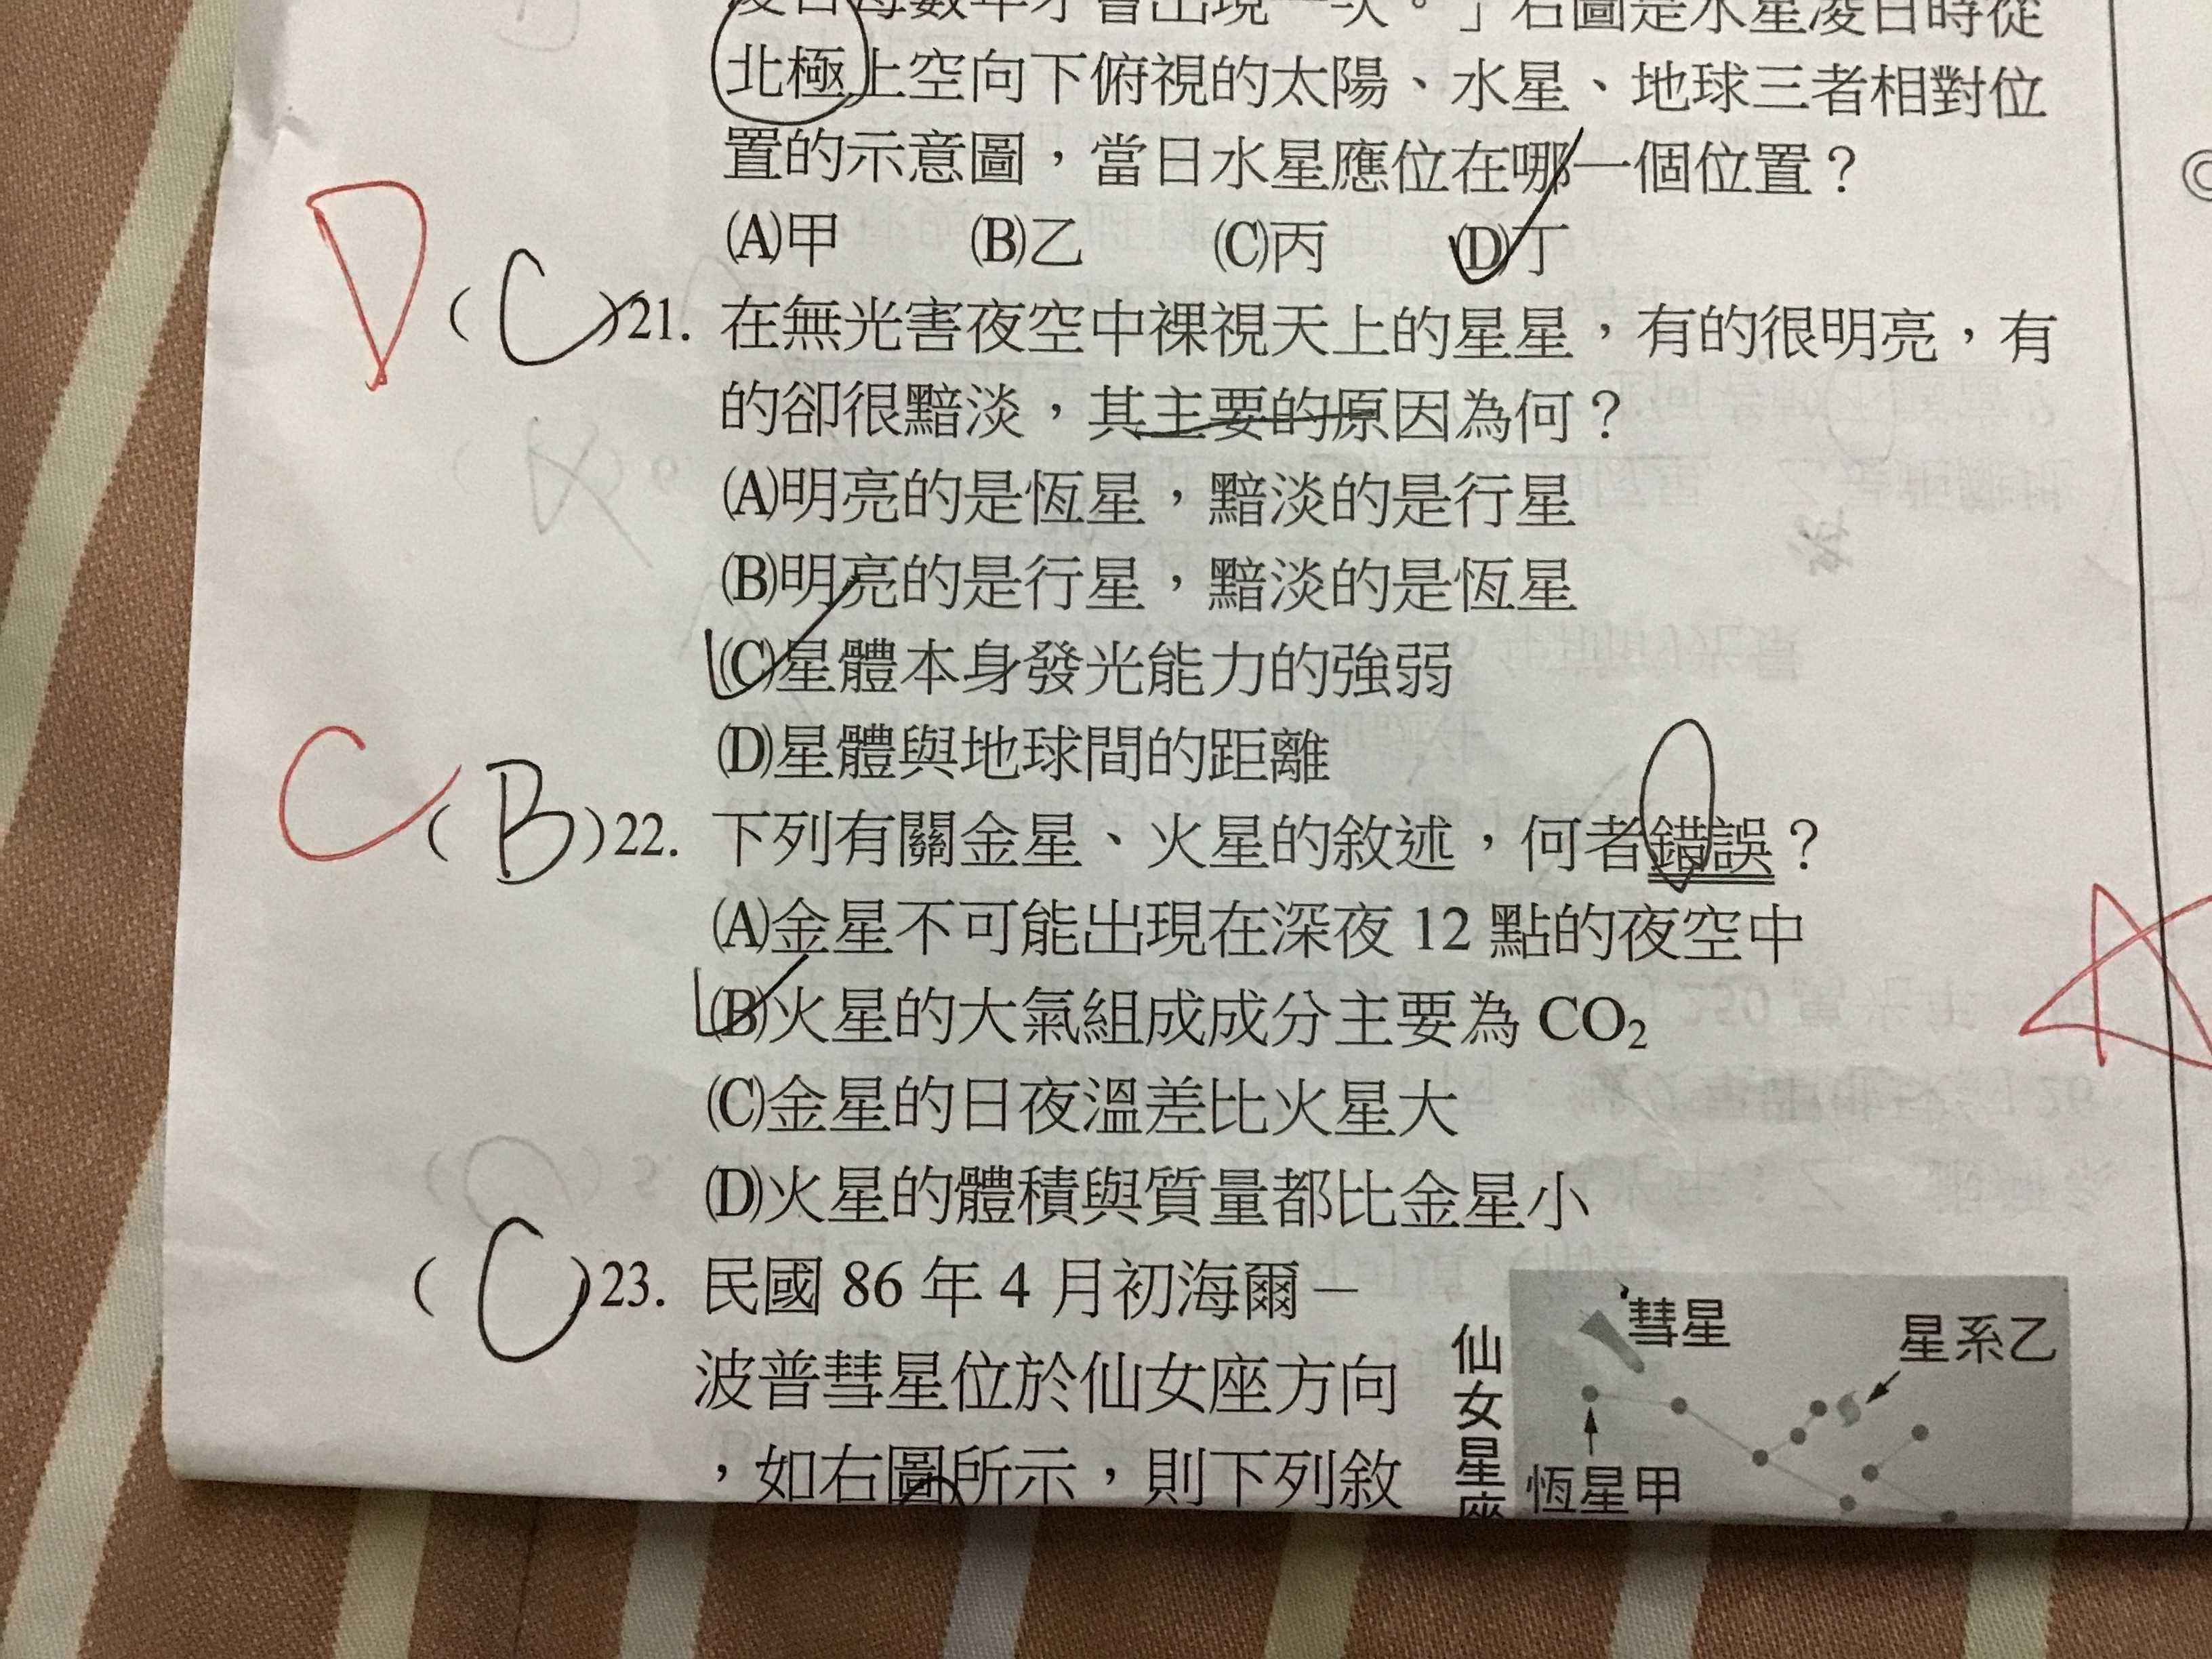 凌日每數年才會出現一次。」右圖是水星凌日時從
北極上空向下俯視的太陽、水星、地球三者相對位
置的示意圖，當日水星應位在哪一個位置？
(A)甲 (B)乙 (C)丙 (D)丁
D ( C )21. 在無光害夜空中裸視天上的星星，有的很明亮，有
的卻很黯淡，其主要的原因為何？
(A)明亮的是恆星，黯淡的是行星
(B)明亮的是行星，黯淡的是恆星
(C)星體本身發光能力的強弱
(D)星體與地球間的距離
C ( B )22. 下列有關金星、火星的敘述，何者錯誤？
(A)金星不可能出現在深夜 12 點的夜空中
(B)火星的大氣組成成分主要為 CO₂
(C)金星的日夜溫差比火星大
(D)火星的體積與質量都比金星小
( C )23. 民國 86 年 4 月初海爾－
波普彗星位於仙女座方向
，如右圖所示，則下列敘
仙女星座
彗星
星系乙
恆星甲